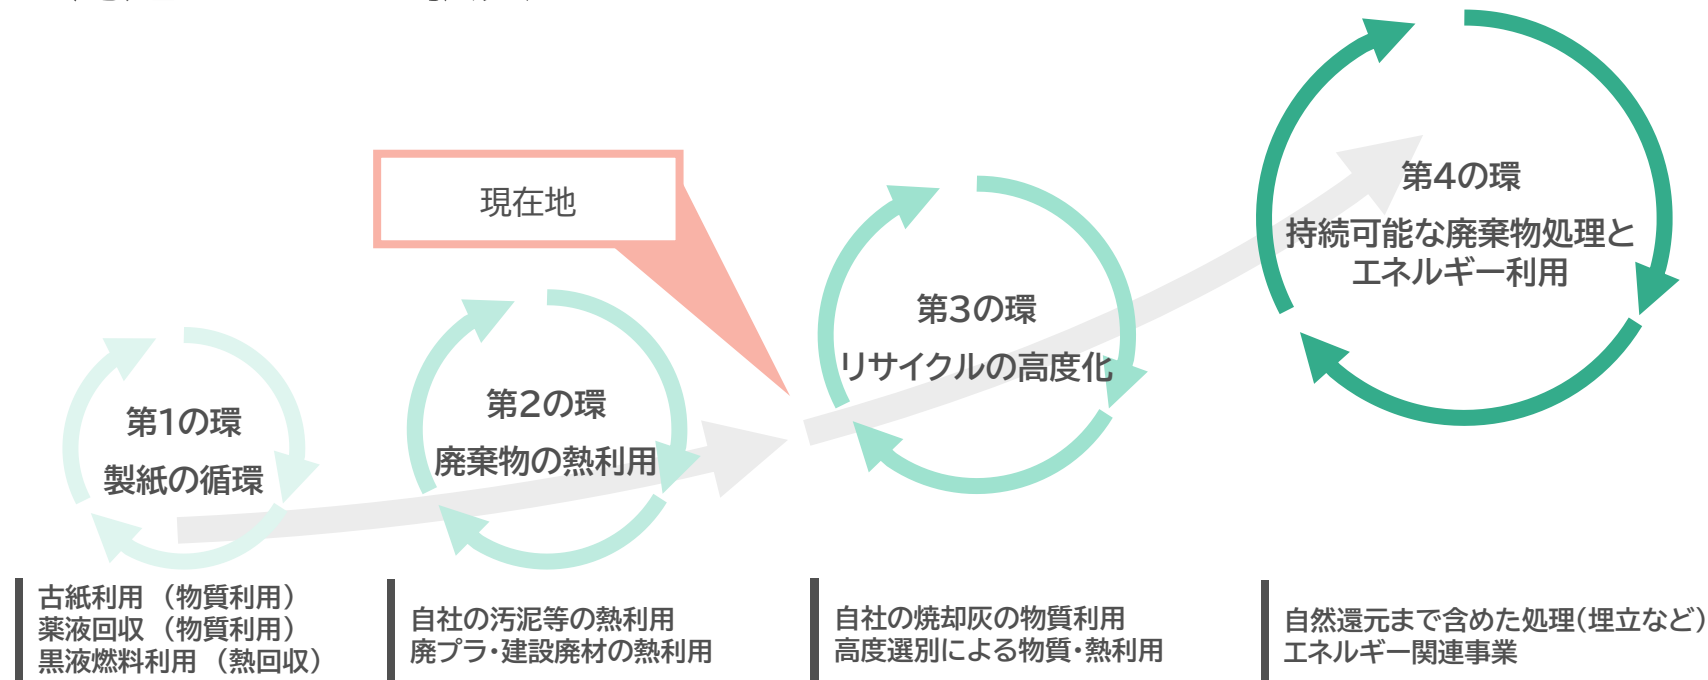 現在地
第1の環
製紙の循環
第2の環
廃棄物の熱利用
第3の環
リサイクルの高度化
第4の環
持続可能な廃棄物処理と
エネルギー利用
古紙利用 （物質利用）
薬液回収 （物質利用）
黒液燃料利用 （熱回収）
自社の汚泥等の熱利用
廃プラ・建設廃材の熱利用
自社の焼却灰の物質利用
高度選別による物質・熱利用
自然還元まで含めた処理(埋立など)
エネルギー関連事業